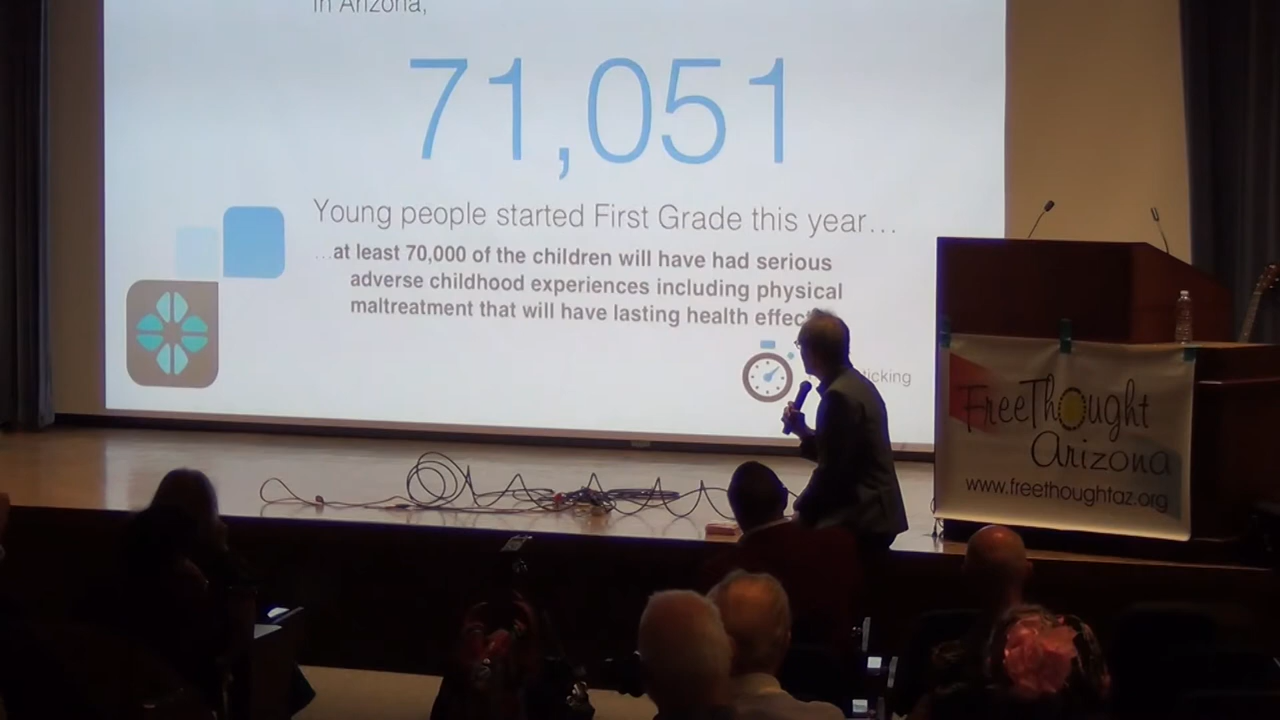 in Arizona,
71,051
Young people started First Grade this year...
...at least 70,000 of the children will have had serious
adverse childhood experiences including physical
maltreatment that will have lasting health
FreeThought
Arizona
www.freethoughtaz.org